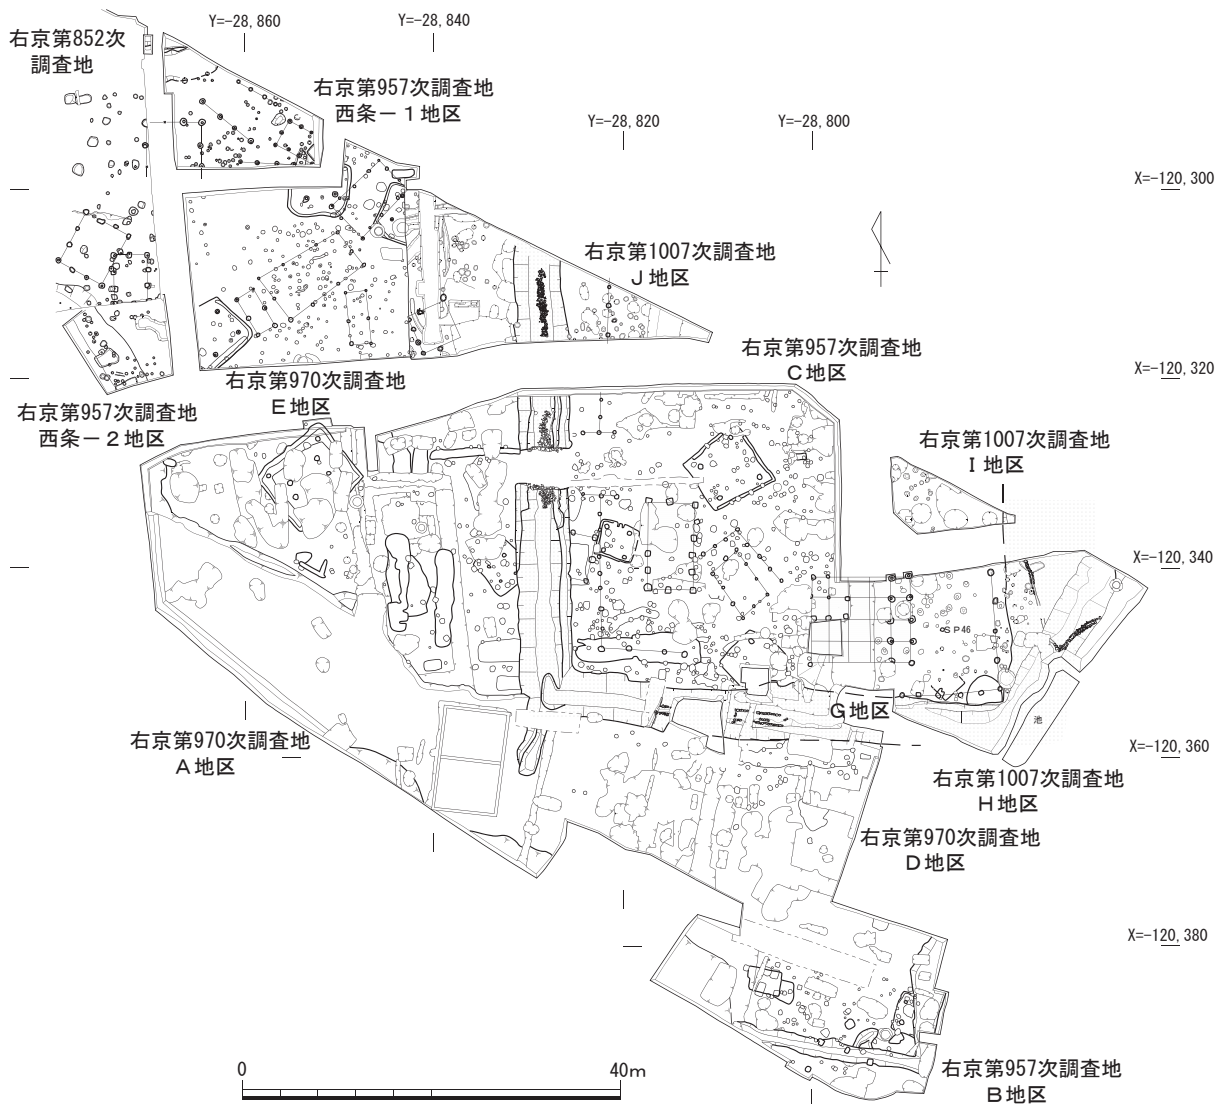 右京第852次
調査地
Y=-28, 860
Y=-28, 840
右京第957次調査地
西条－１地区
Y=-28, 820
Y=-28, 800
X=-120, 300
右京第1007次調査地
Ｊ地区
右京第957次調査地
Ｃ地区
X=-120, 320
右京第970次調査地
Ｅ地区
右京第957次調査地
西条－２地区
右京第1007次調査地
Ｉ地区
X=-120, 340
SP46
Ｇ地区
池
右京第970次調査地
Ａ地区
X=-120, 360
右京第1007次調査地
Ｈ地区
右京第970次調査地
Ｄ地区
X=-120, 380
0
40m
右京第957次調査地
Ｂ地区